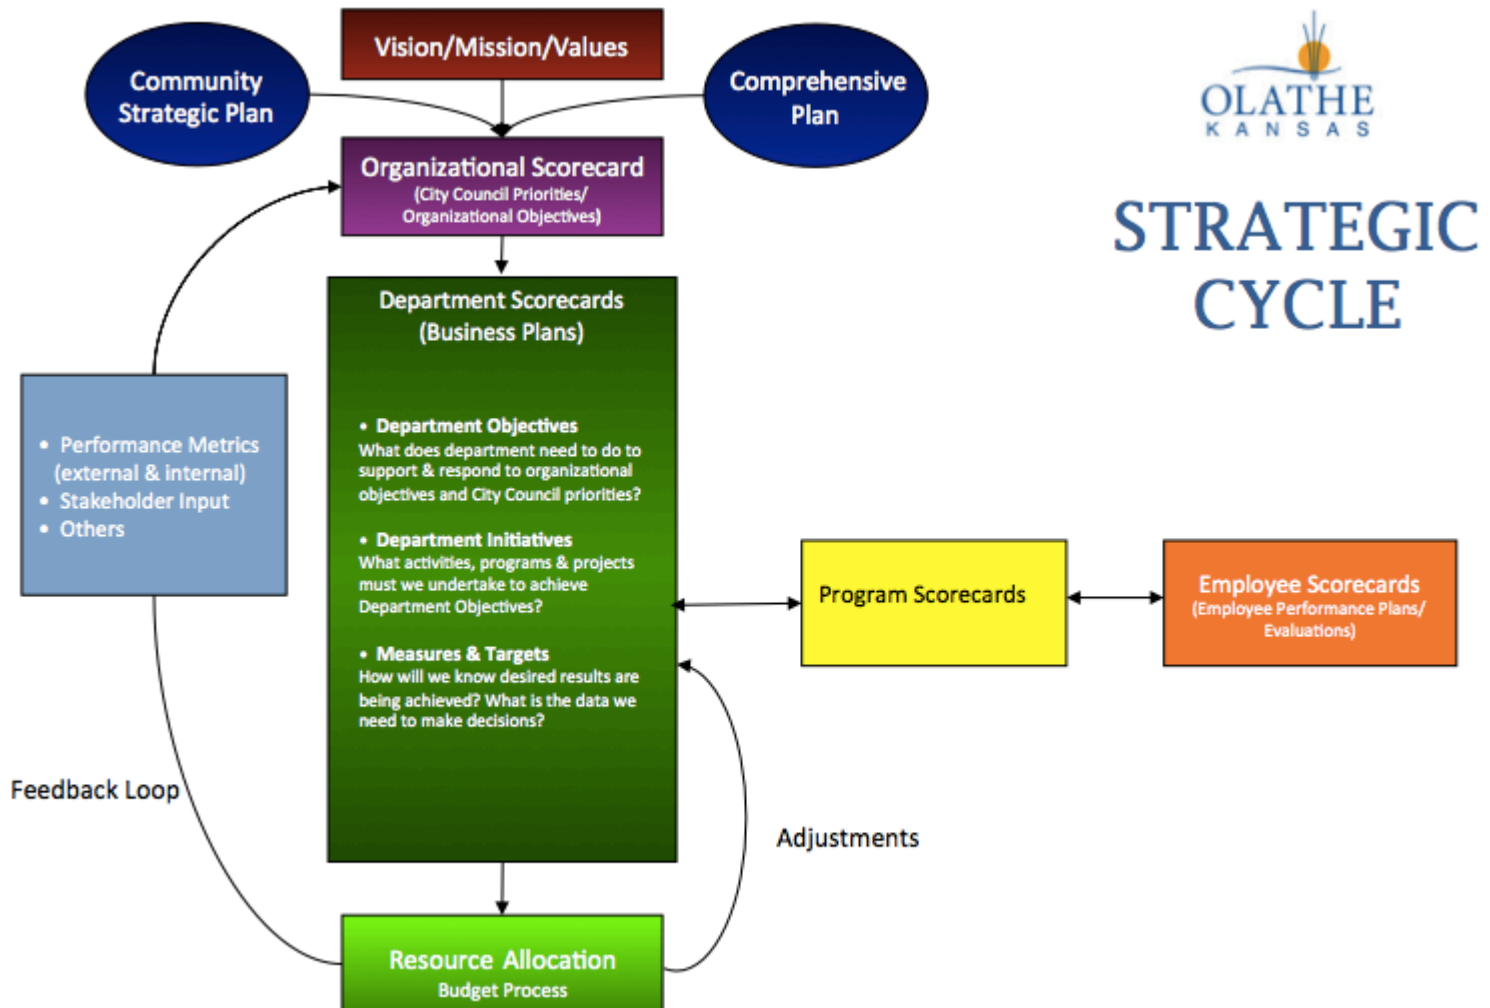 Vision/Mission/Values
Community
Strategic Plan
Comprehensive
Plan
OLATHE
KANSAS
STRATEGIC
CYCLE
Organizational Scorecard
(City Council Priorities/
Organizational Objectives)
Department Scorecards
(Business Plans)
• Department Objectives
What does department need to do to
support & respond to organizational
objectives and City Council priorities?
• Department Initiatives
What activities, programs & projects
must we undertake to achieve
Department Objectives?
• Measures & Targets
How will we know desired results are
being achieved? What is the data we
need to make decisions?
• Performance Metrics
(external & internal)
• Stakeholder Input
• Others
Program Scorecards
Employee Scorecards
(Employee Performance Plans/
Evaluations)
Feedback Loop
Adjustments
Resource Allocation
Budget Process